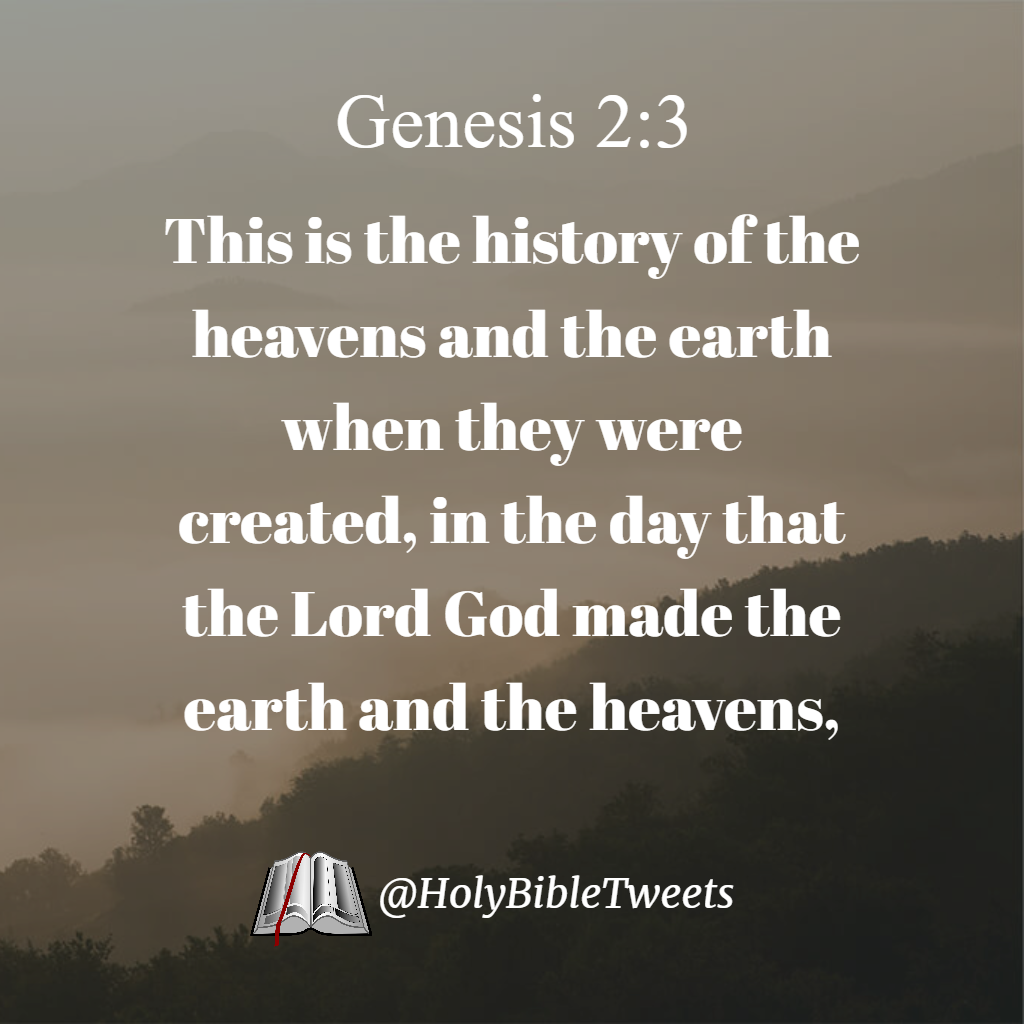 Genesis 2:3
This is the history of the
heavens and the earth
when they were
created, in the day that
the Lord God made the
earth and the heavens,
@HolyBibleTweets